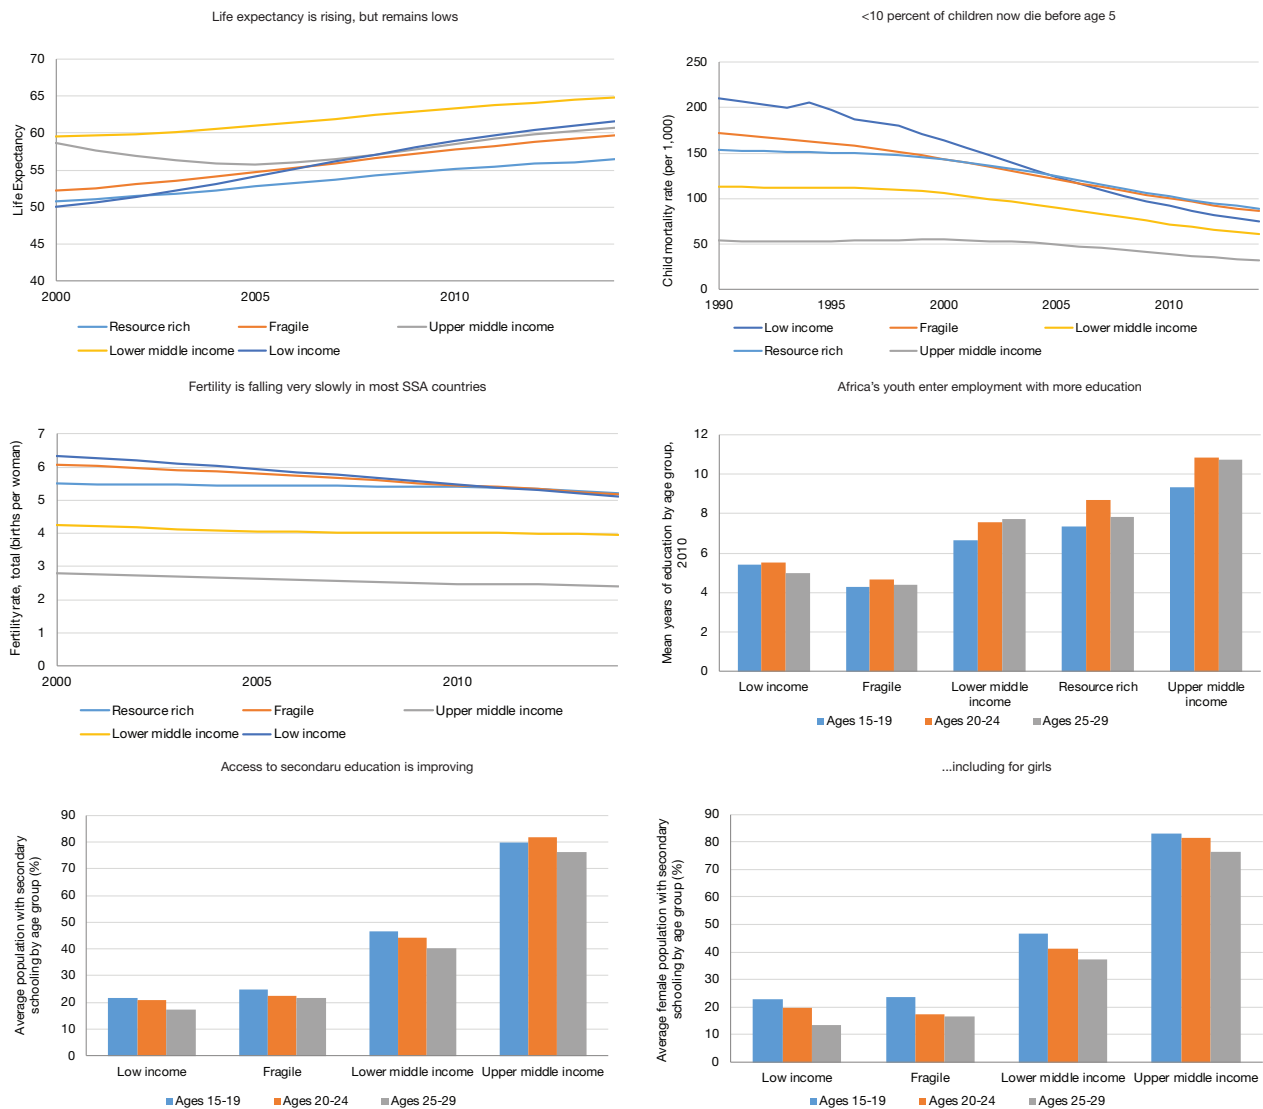 Life expectancy is rising, but remains lows
Life Expectancy
70
65
60
55
50
45
40
2000 2005 2010
Resource rich Fragile Upper middle income
Lower middle income Low income
<10 percent of children now die before age 5
Child mortality rate (per 1,000)
250
200
150
100
50
0
1990 1995 2000 2005 2010
Low income Fragile Lower middle income
Resource rich Upper middle income
Fertility is falling very slowly in most SSA countries
Fertility rate, total (births per woman)
7
6
5
4
3
2
1
0
2000 2005 2010
Resource rich Fragile Upper middle income
Lower middle income Low income
Africa's youth enter employment with more education
Mean years of education by age group,
2010
12
10
8
6
4
2
0
Low income Fragile Lower middle Resource rich Upper middle
income income
Ages 15-19 Ages 20-24 Ages 25-29
Access to secondaru education is improving
Average population with secondary
schooling by age group (%)
90
80
70
60
50
40
30
20
10
0
Low income Fragile Lower middle income Upper middle income
Ages 15-19 Ages 20-24 Ages 25-29
...including for girls
Average female population with secondary
schooling by age group (%)
90
80
70
60
50
40
30
20
10
0
Low income Fragile Lower middle income Upper middle income
Ages 15-19 Ages 20-24 Ages 25-29